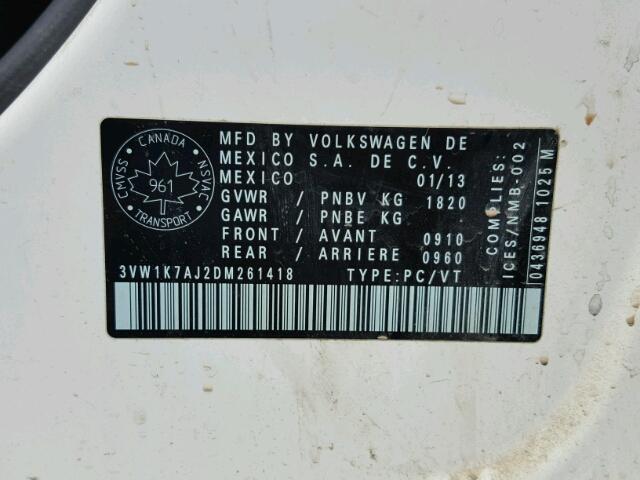 CANADA
CMVSS
NSVAC
961
TRANSPORT
MFD BY VOLKSWAGEN DE
MEXICO S.A. DE C.V.
MEXICO 01/13
GVWR / PNBV KG 1820
GAWR / PNBE KG .
FRONT / AVANT 0910
REAR / ARRIERE 0960
3VW1K7AJ2DM261418 TYPE:PC/VT
COMPLIES:
ICES/NMB-002
0436948 1025 M